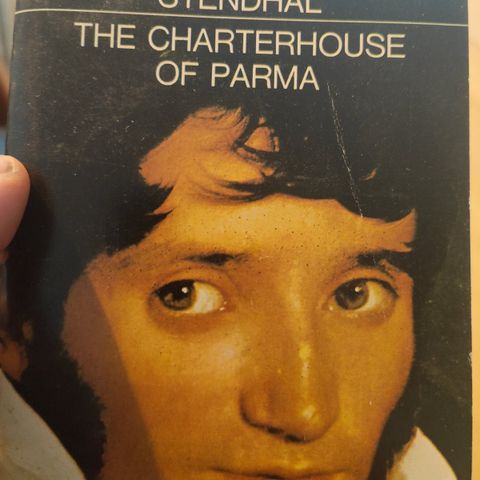 STENDHAL
THE CHARTERHOUSE
OF PARMA